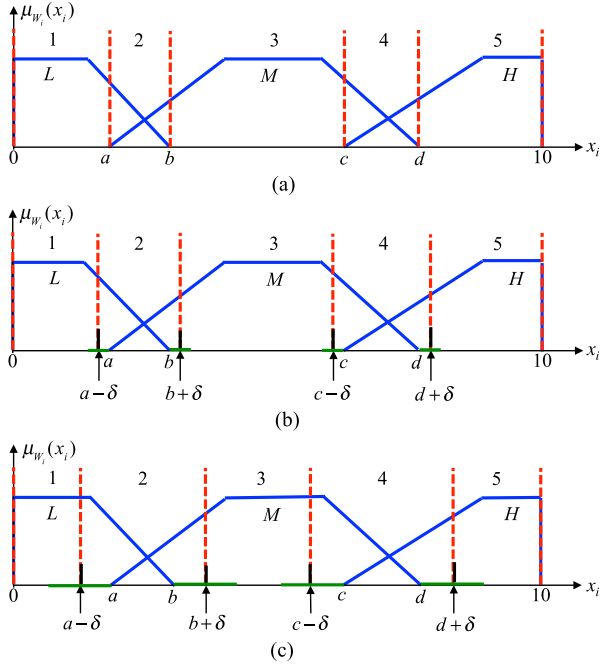 μ_{W_i}(x_i)
1 2 3 4 5
L M H
0 a b c d 10 x_i
(a)
μ_{W_i}(x_i)
1 2 3 4 5
L M H
0 a b c d 10 x_i
a−δ b+δ c−δ d+δ
(b)
μ_{W_i}(x_i)
1 2 3 4 5
L M H
0 a b c d 10 x_i
a−δ b+δ c−δ d+δ
(c)